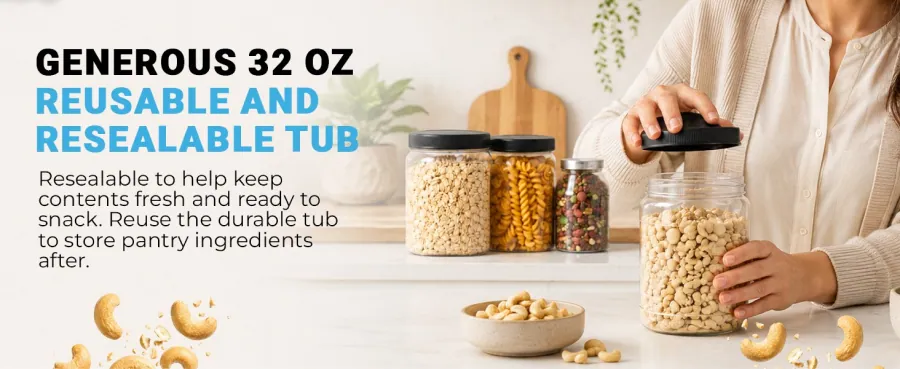 GENEROUS 32 OZ
REUSABLE AND
RESEALABLE TUB
Resealable to help keep
contents fresh and ready to
snack. Reuse the durable tub
to store pantry ingredients
after.